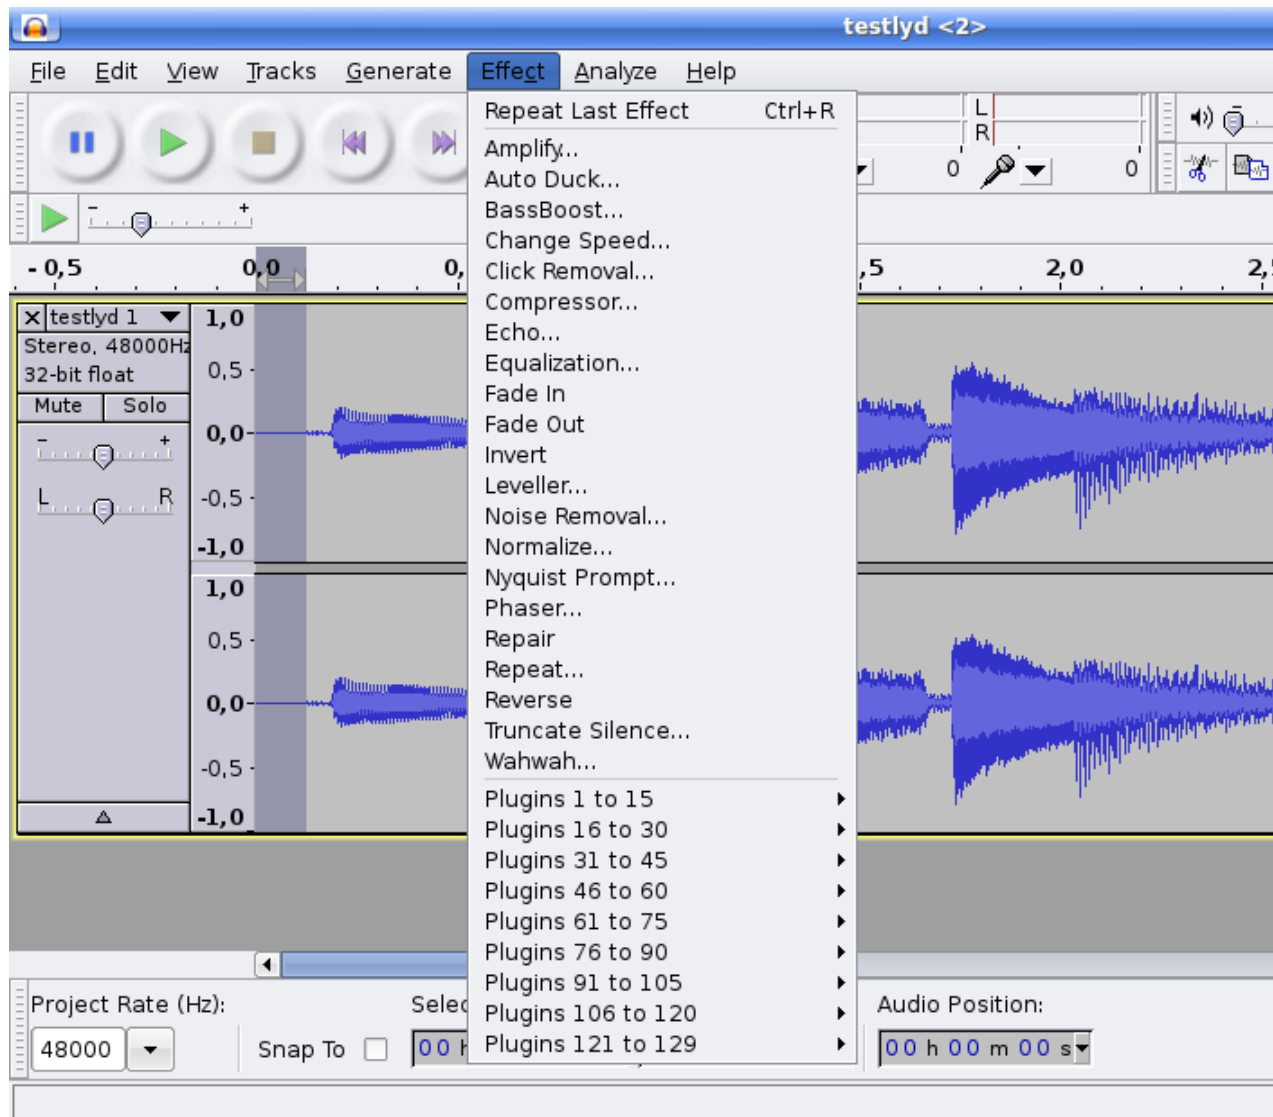 testlyd <2>
File Edit View Tracks Generate Effect Analyze Help
Repeat Last Effect Ctrl+R
Amplify...
Auto Duck...
BassBoost...
Change Speed...
Click Removal...
Compressor...
Echo...
Equalization...
Fade In
Fade Out
Invert
Leveller...
Noise Removal...
Normalize...
Nyquist Prompt...
Phaser...
Repair
Repeat...
Reverse
Truncate Silence...
Wahwah...
Plugins 1 to 15
Plugins 16 to 30
Plugins 31 to 45
Plugins 46 to 60
Plugins 61 to 75
Plugins 76 to 90
Plugins 91 to 105
Plugins 106 to 120
Plugins 121 to 129
L
R
0 0
- +
- 0,5 0,0 0, ,5 2,0 2,
x testlyd 1
Stereo, 48000Hz
32-bit float
Mute Solo
- +
L R
1,0
0,5
0,0
-0,5
-1,0
1,0
0,5
0,0
-0,5
-1,0
Project Rate (Hz):
48000
Snap To
Selec
00 h
Audio Position:
00 h 00 m 00 s